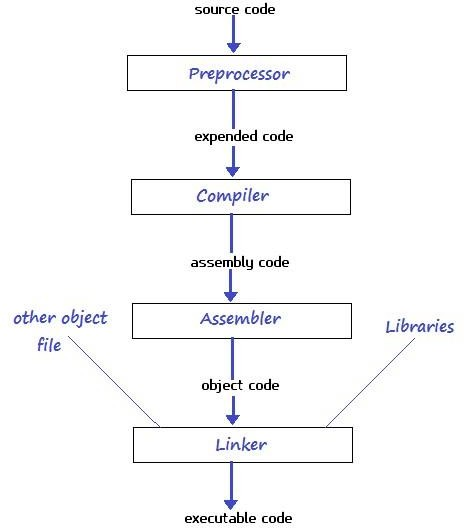 source code
Preprocessor
expended code
Compiler
assembly code
Assembler
other object
file
Libraries
object code
Linker
executable code